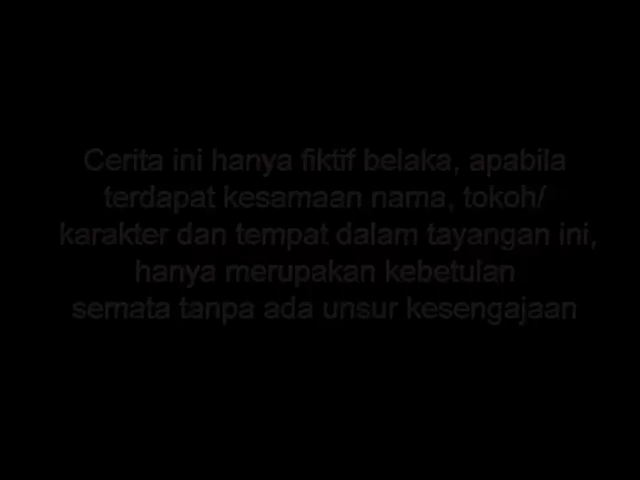 Cerita ini hanya fiktif belaka, apabila
terdapat kesamaan nama, tokoh/
karakter dan tempat dalam tayangan ini,
hanya merupakan kebetulan
semata tanpa ada unsur kesengajaan